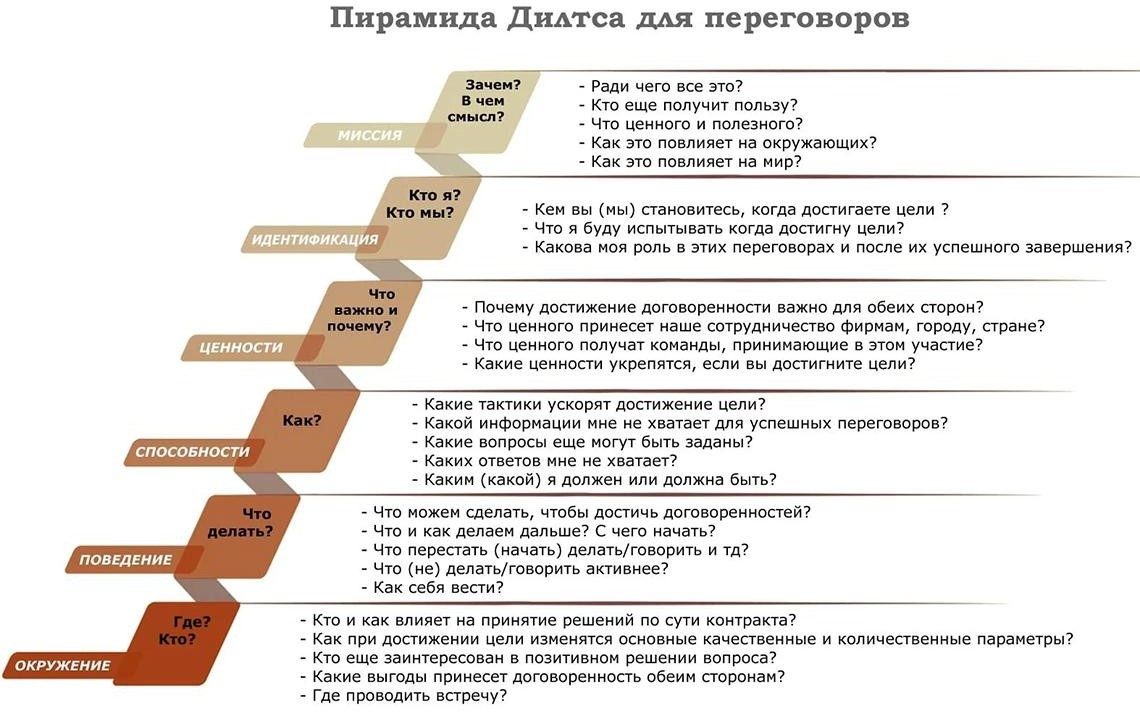 Пирамида Дилтса для переговоров
Зачем?
В чем
смысл?
МИССИЯ
- Ради чего все это?
- Кто еще получит пользу?
- Что ценного и полезного?
- Как это повлияет на окружающих?
- Как это повлияет на мир?
Кто я?
Кто мы?
ИДЕНТИФИКАЦИЯ
- Кем вы (мы) становитесь, когда достигаете цели ?
- Что я буду испытывать когда достигну цели?
- Какова моя роль в этих переговорах и после их успешного завершения?
Что
важно и
почему?
ЦЕННОСТИ
- Почему достижение договоренности важно для обеих сторон?
- Что ценного принесет наше сотрудничество фирмам, городу, стране?
- Что ценного получат команды, принимающие в этом участие?
- Какие ценности укрепятся, если вы достигните цели?
Как?
СПОСОБНОСТИ
- Какие тактики ускорят достижение цели?
- Какой информации мне не хватает для успешных переговоров?
- Какие вопросы еще могут быть заданы?
- Каких ответов мне не хватает?
- Каким (какой) я должен или должна быть?
Что
делать?
ПОВЕДЕНИЕ
- Что можем сделать, чтобы достичь договоренностей?
- Что и как делаем дальше? С чего начать?
- Что перестать (начать) делать/говорить и тд?
- Что (не) делать/говорить активнее?
- Как себя вести?
Где?
Кто?
ОКРУЖЕНИЕ
- Кто и как влияет на принятие решений по сути контракта?
- Как при достижении цели изменятся основные качественные и количественные параметры?
- Кто еще заинтересован в позитивном решении вопроса?
- Какие выгоды принесет договоренность обеим сторонам?
- Где проводить встречу?